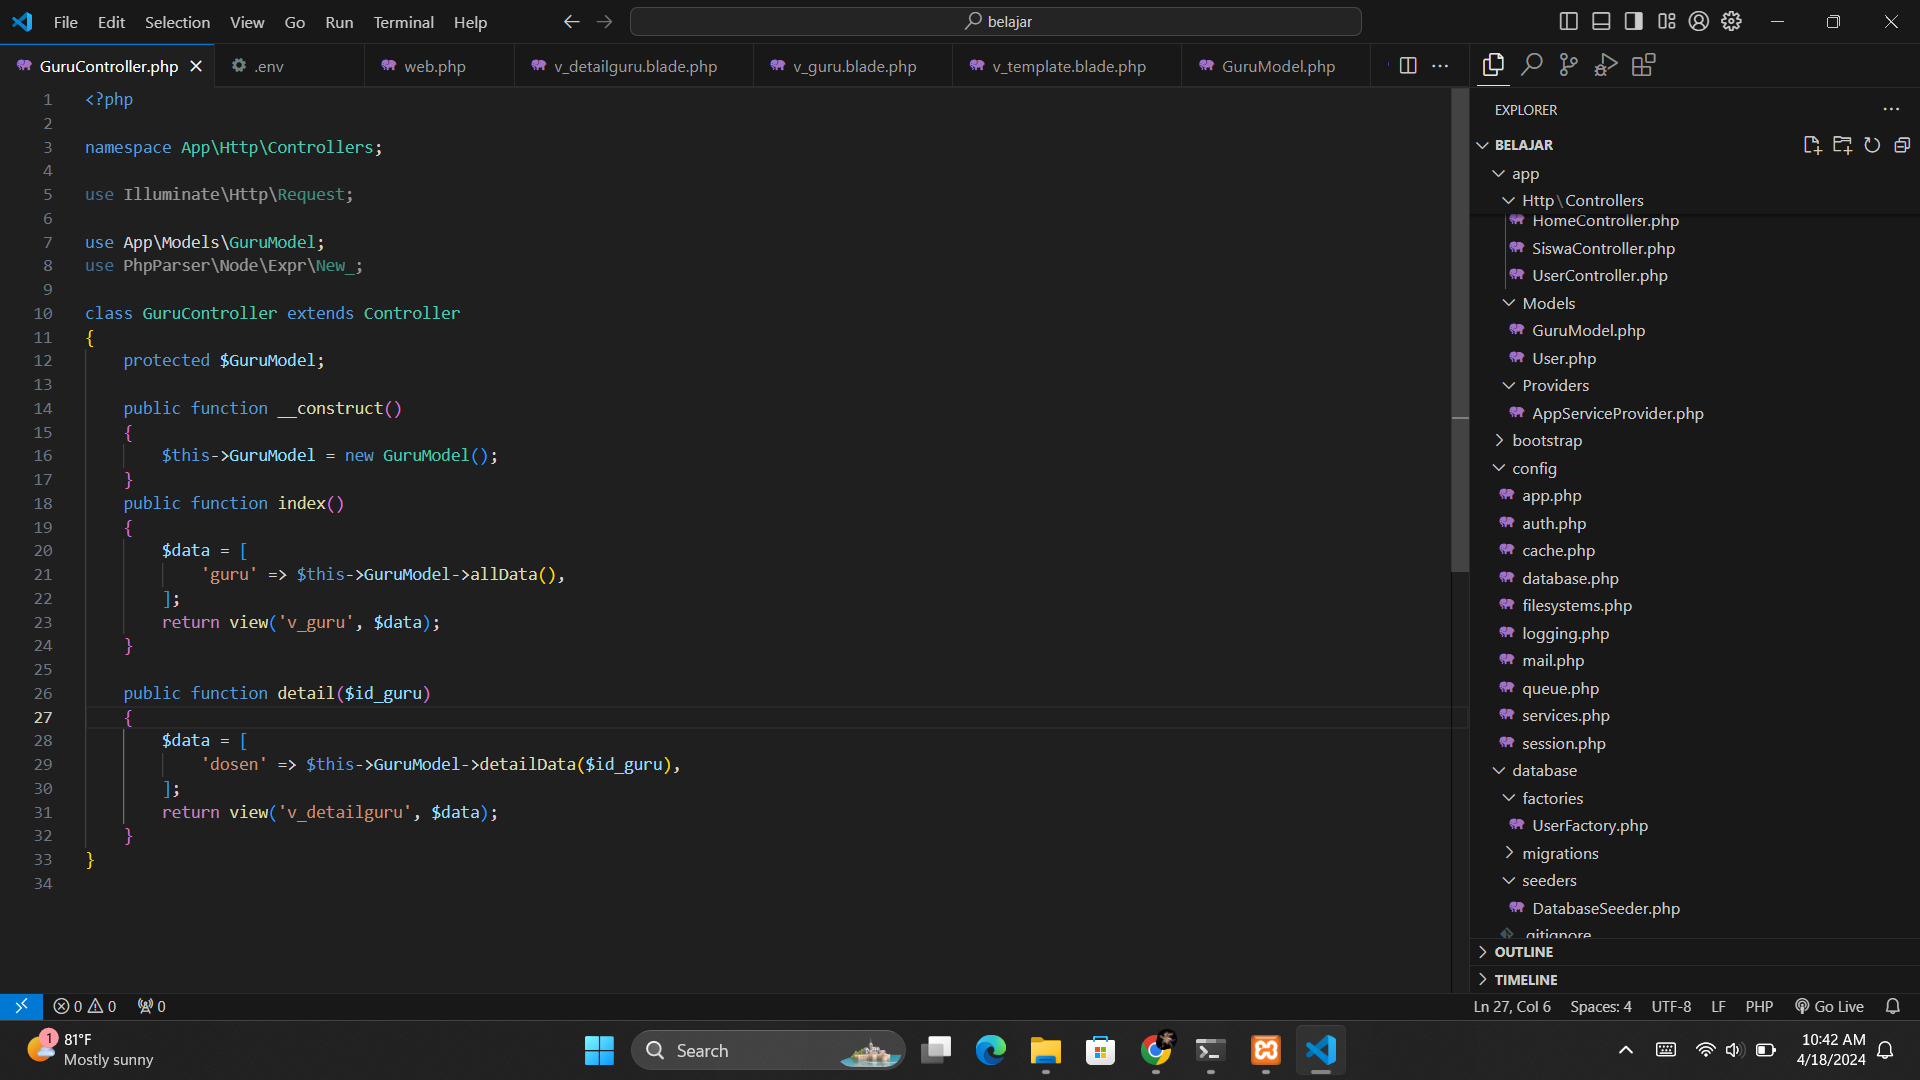 File Edit Selection View Go Run Terminal Help belajar
GuruController.php .env web.php v_detailguru.blade.php v_guru.blade.php v_template.blade.php GuruModel.php
1 <?php
2
3 namespace App\Http\Controllers;
4
5 use Illuminate\Http\Request;
6
7 use App\Models\GuruModel;
8 use PhpParser\Node\Expr\New_;
9
10 class GuruController extends Controller
11 {
12 protected $GuruModel;
13
14 public function __construct()
15 {
16 $this->GuruModel = new GuruModel();
17 }
18 public function index()
19 {
20 $data = [
21 'guru' => $this->GuruModel->allData(),
22 ];
23 return view('v_guru', $data);
24 }
25
26 public function detail($id_guru)
27 {
28 $data = [
29 'dosen' => $this->GuruModel->detailData($id_guru),
30 ];
31 return view('v_detailguru', $data);
32 }
33 }
34
EXPLORER
BELAJAR
app
Http\Controllers
HomeController.php
SiswaController.php
UserController.php
Models
GuruModel.php
User.php
Providers
AppServiceProvider.php
bootstrap
config
app.php
auth.php
cache.php
database.php
filesystems.php
logging.php
mail.php
queue.php
services.php
session.php
database
factories
UserFactory.php
migrations
seeders
DatabaseSeeder.php
.gitignore
OUTLINE
TIMELINE
0 0 0 Ln 27, Col 6 Spaces: 4 UTF-8 LF PHP Go Live
1 81°F
Mostly sunny
Search
10:42 AM
4/18/2024